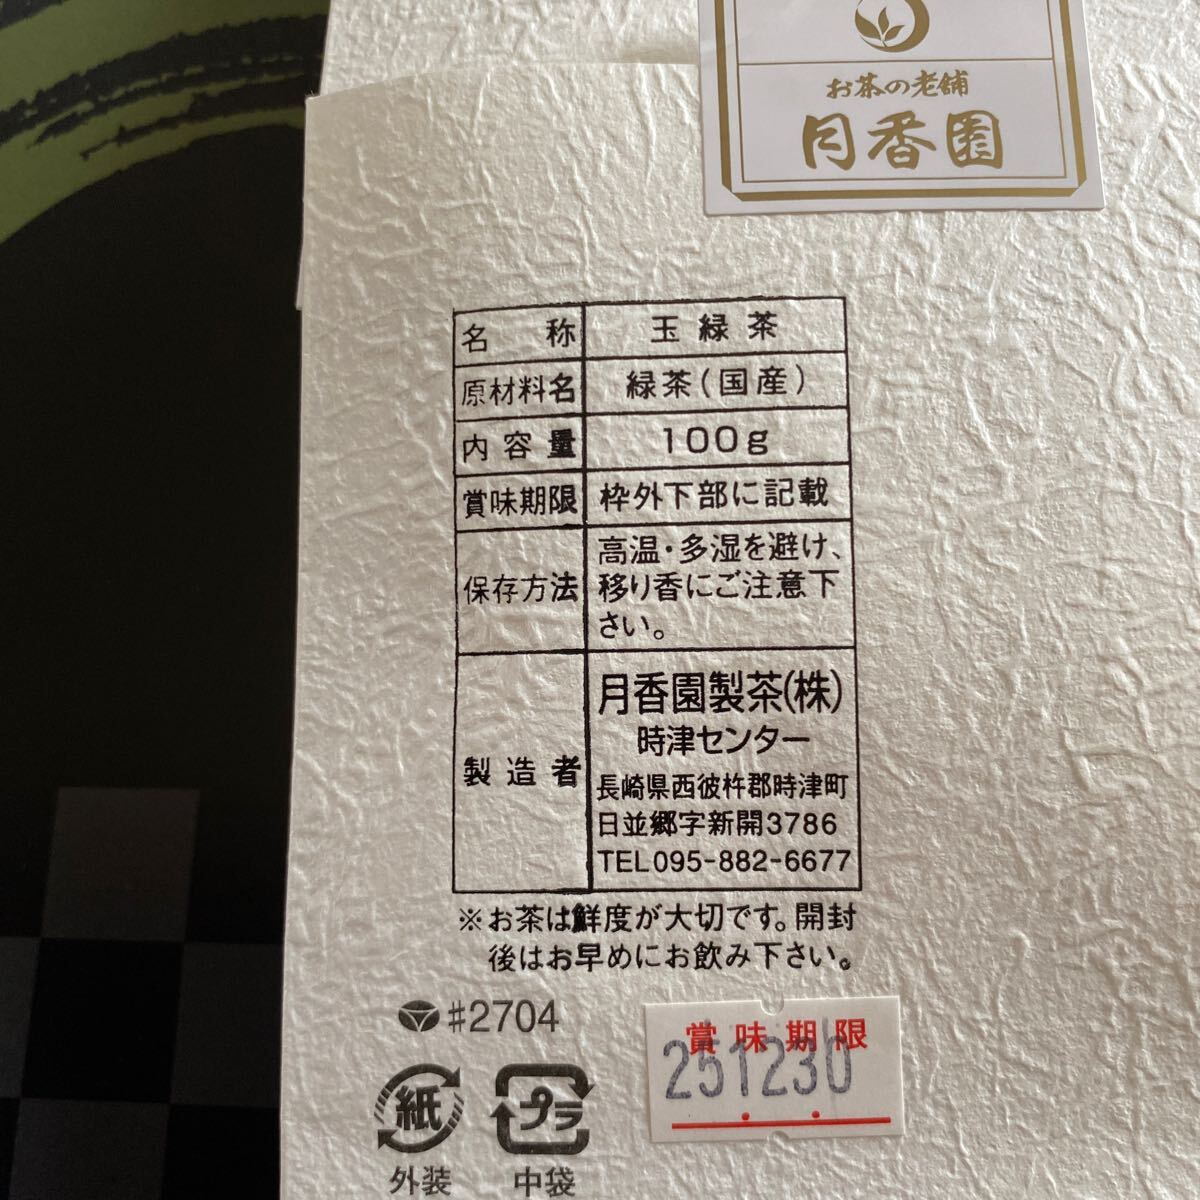 お茶の老舗
月香園
名称 玉緑茶
原材料名 緑茶(国産)
内容量 100g
賞味期限 枠外下部に記載
保存方法 高温・多湿を避け、
移り香にご注意下
さい。
製造者 月香園製茶(株)
時津センター
長崎県西彼杵郡時津町
日並郷字新開3786
TEL095-882-6677
※お茶は鮮度が大切です。開封
後はお早めにお飲み下さい。
#2704
賞味期限
251230
紙 プラ
外装 中袋